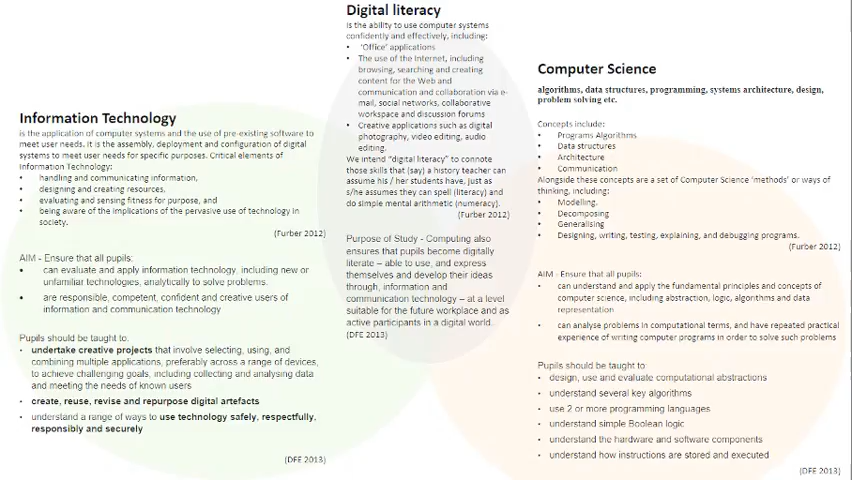 Digital literacy
is the ability to use computer systems
confidently and effectively, including:
• 'Office' applications
• The use of the Internet, including
browsing, searching and creating
content for the Web and
communication and collaboration via e-
mail, social networks, collaborative
workspace and discussion forums
• Creative applications such as digital
photography, video editing, audio
editing.
We intend "digital literacy" to connote
those skills that (say) a history teacher can
assume his / her students have, just as
s/he assumes they can spell (literacy) and
do simple mental arithmetic (numeracy).
(Furber 2012)
Purpose of Study - Computing also
ensures that pupils become digitally
literate – able to use, and express
themselves and develop their ideas
through, information and
communication technology – at a level
suitable for the future workplace and as
active participants in a digital world.
(DFE 2013)
Information Technology
is the application of computer systems and the use of pre-existing software to
meet user needs. It is the assembly, deployment and configuration of digital
systems to meet user needs for specific purposes. Critical elements of
Information Technology:
• handling and communicating information,
• designing and creating resources,
• evaluating and sensing fitness for purpose, and
• being aware of the implications of the pervasive use of technology in
society.
(Furber 2012)
AIM - Ensure that all pupils:
• can evaluate and apply information technology, including new or
unfamiliar technologies, analytically to solve problems.
• are responsible, competent, confident and creative users of
information and communication technology
Pupils should be taught to.
• undertake creative projects that involve selecting, using, and
combining multiple applications, preferably across a range of devices,
to achieve challenging goals, including collecting and analysing data
and meeting the needs of known users
• create, reuse, revise and repurpose digital artefacts
• understand a range of ways to use technology safely, respectfully,
responsibly and securely
(DFE 2013)
Computer Science
algorithms, data structures, programming, systems architecture, design,
problem solving etc.
Concepts include:
• Programs Algorithms
• Data structures
• Architecture
• Communication
Alongside these concepts are a set of Computer Science 'methods' or ways of
thinking, including:
• Modelling.
• Decomposing
• Generalising
• Designing, writing, testing, explaining, and debugging programs.
(Furber 2012)
AIM - Ensure that all pupils:
• can understand and apply the fundamental principles and concepts of
computer science, including abstraction, logic, algorithms and data
representation
• can analyse problems in computational terms, and have repeated practical
experience of writing computer programs in order to solve such problems
Pupils should be taught to:
• design, use and evaluate computational abstractions
• understand several key algorithms
• use 2 or more programming languages
• understand simple Boolean logic
• understand the hardware and software components
• understand how instructions are stored and executed
(DFE 2013)